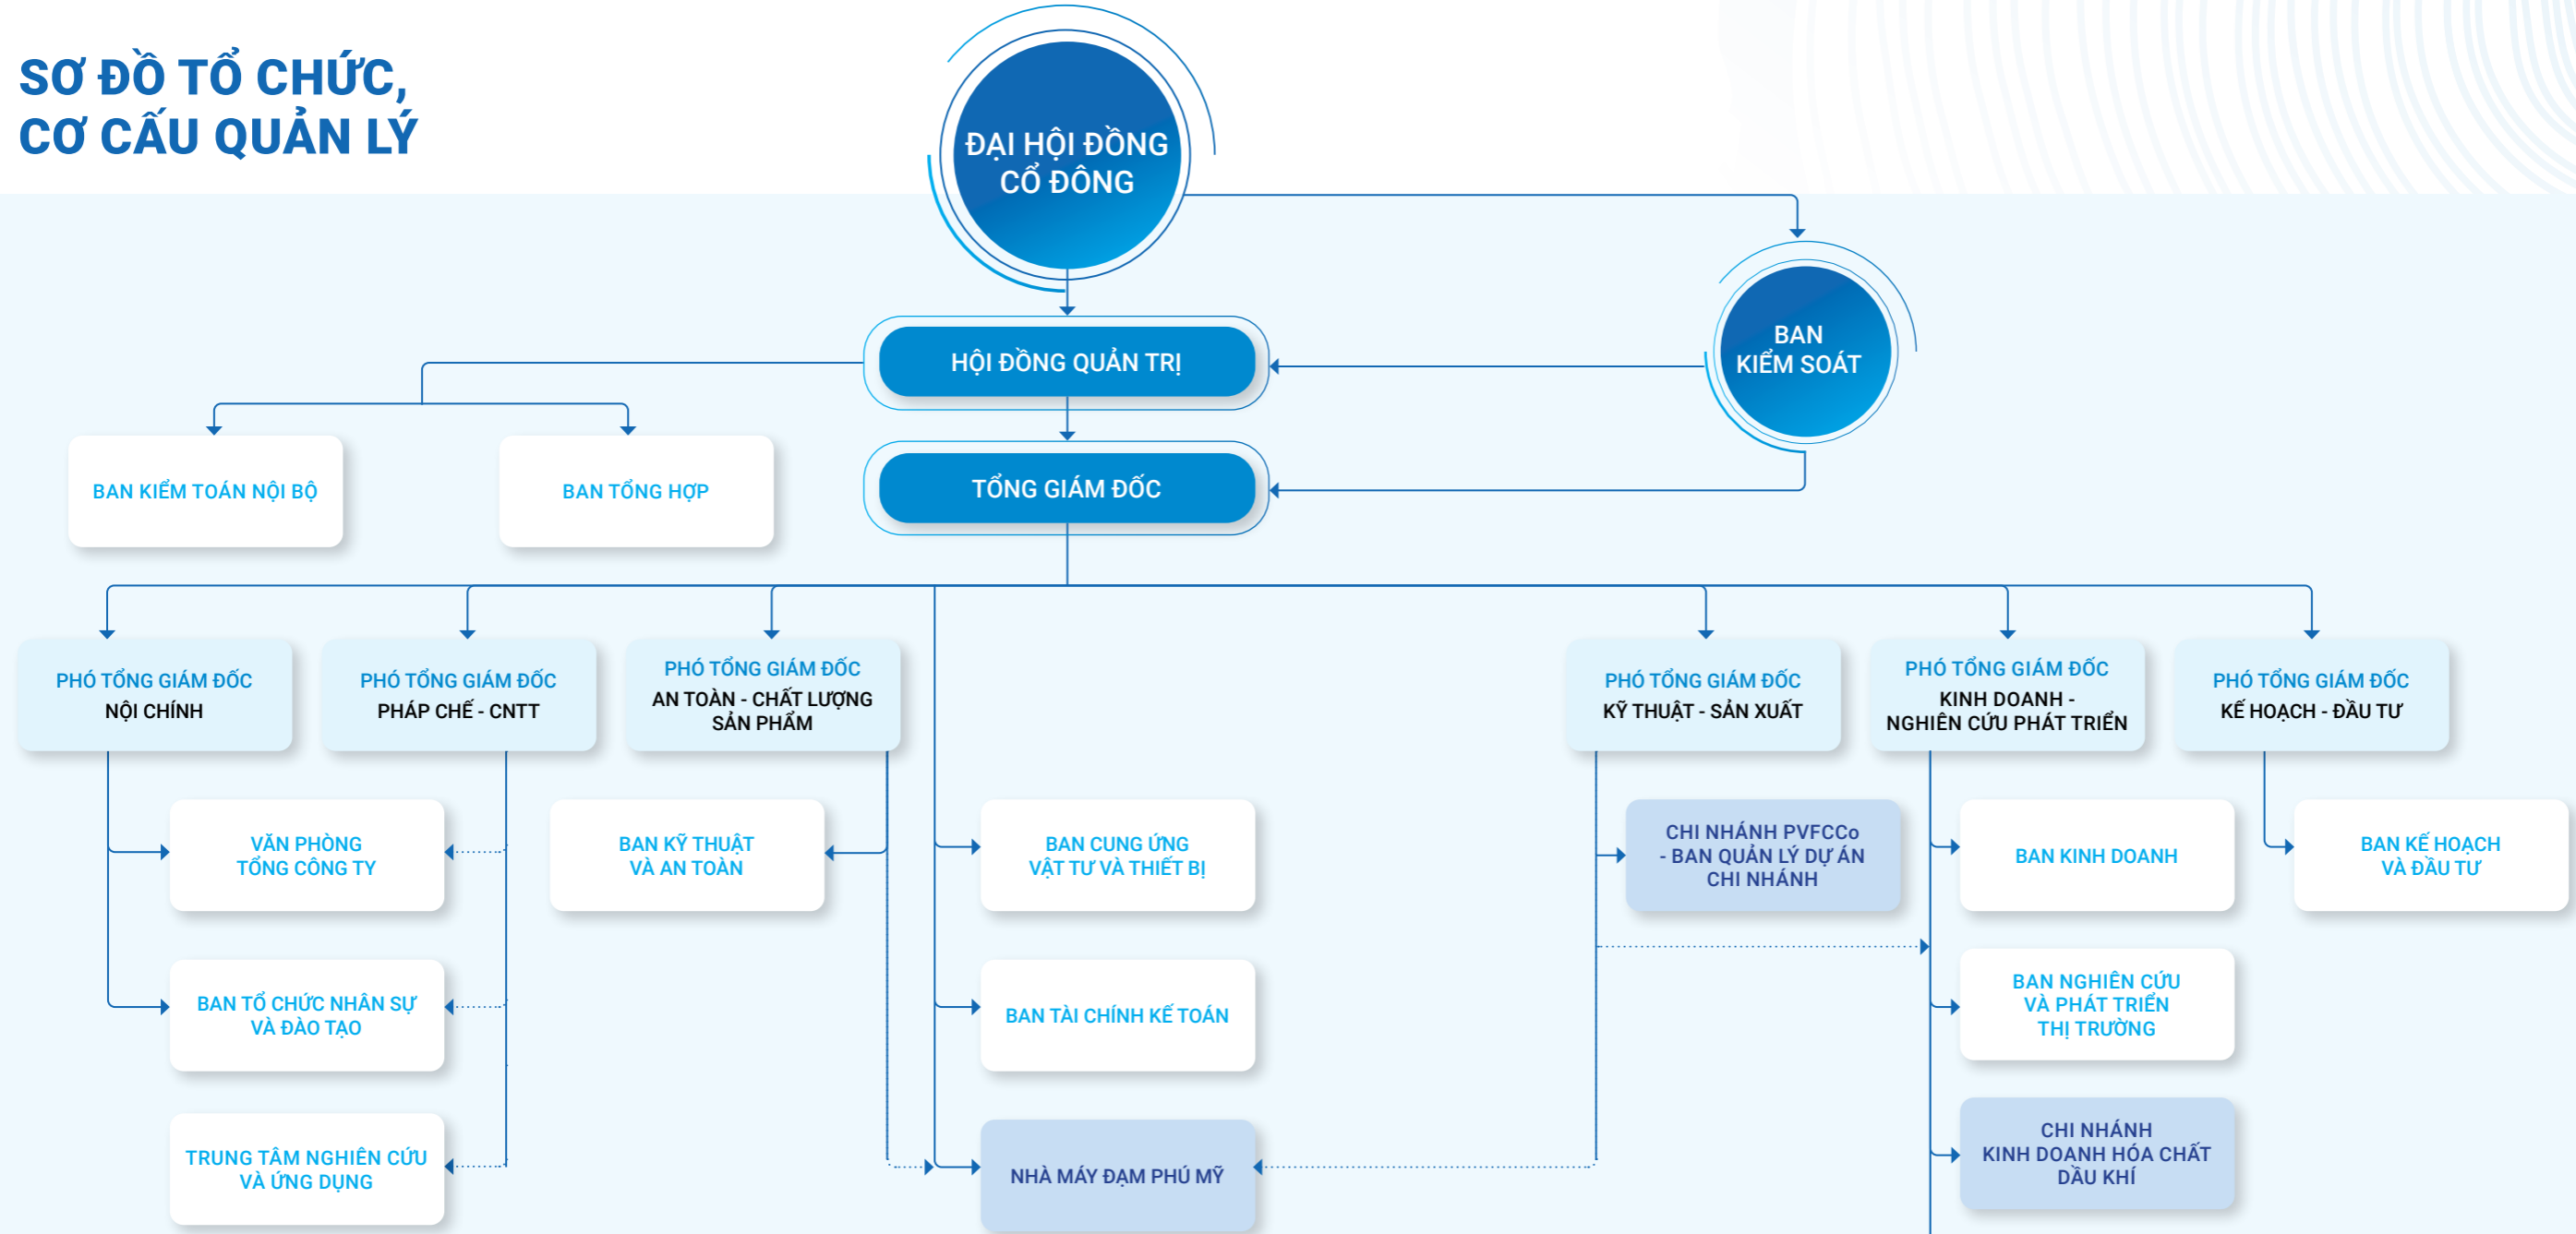 SƠ ĐỒ TỔ CHỨC,
CƠ CẤU QUẢN LÝ
ĐẠI HỘI ĐỒNG
CỔ ĐÔNG
BAN
KIỂM SOÁT
HỘI ĐỒNG QUẢN TRỊ
BAN KIỂM TOÁN NỘI BỘ
BAN TỔNG HỢP
TỔNG GIÁM ĐỐC
PHÓ TỔNG GIÁM ĐỐC
NỘI CHÍNH
PHÓ TỔNG GIÁM ĐỐC
PHÁP CHẾ - CNTT
PHÓ TỔNG GIÁM ĐỐC
AN TOÀN - CHẤT LƯỢNG
SẢN PHẨM
PHÓ TỔNG GIÁM ĐỐC
KỸ THUẬT - SẢN XUẤT
PHÓ TỔNG GIÁM ĐỐC
KINH DOANH -
NGHIÊN CỨU PHÁT TRIỂN
PHÓ TỔNG GIÁM ĐỐC
KẾ HOẠCH - ĐẦU TƯ
VĂN PHÒNG
TỔNG CÔNG TY
BAN KỸ THUẬT
VÀ AN TOÀN
BAN CUNG ỨNG
VẬT TƯ VÀ THIẾT BỊ
CHI NHÁNH PVFCCo
- BAN QUẢN LÝ DỰ ÁN
CHI NHÁNH
BAN KINH DOANH
BAN KẾ HOẠCH
VÀ ĐẦU TƯ
BAN TỔ CHỨC NHÂN SỰ
VÀ ĐÀO TẠO
BAN TÀI CHÍNH KẾ TOÁN
BAN NGHIÊN CỨU
VÀ PHÁT TRIỂN
THỊ TRƯỜNG
TRUNG TÂM NGHIÊN CỨU
VÀ ỨNG DỤNG
NHÀ MÁY ĐẠM PHÚ MỸ
CHI NHÁNH
KINH DOANH HÓA CHẤT
DẦU KHÍ